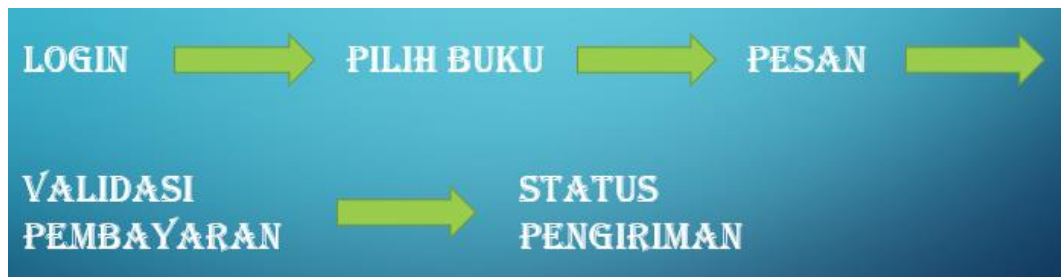 LOGIN PILIH BUKU PESAN
VALIDASI
PEMBAYARAN
STATUS
PENGIRIMAN